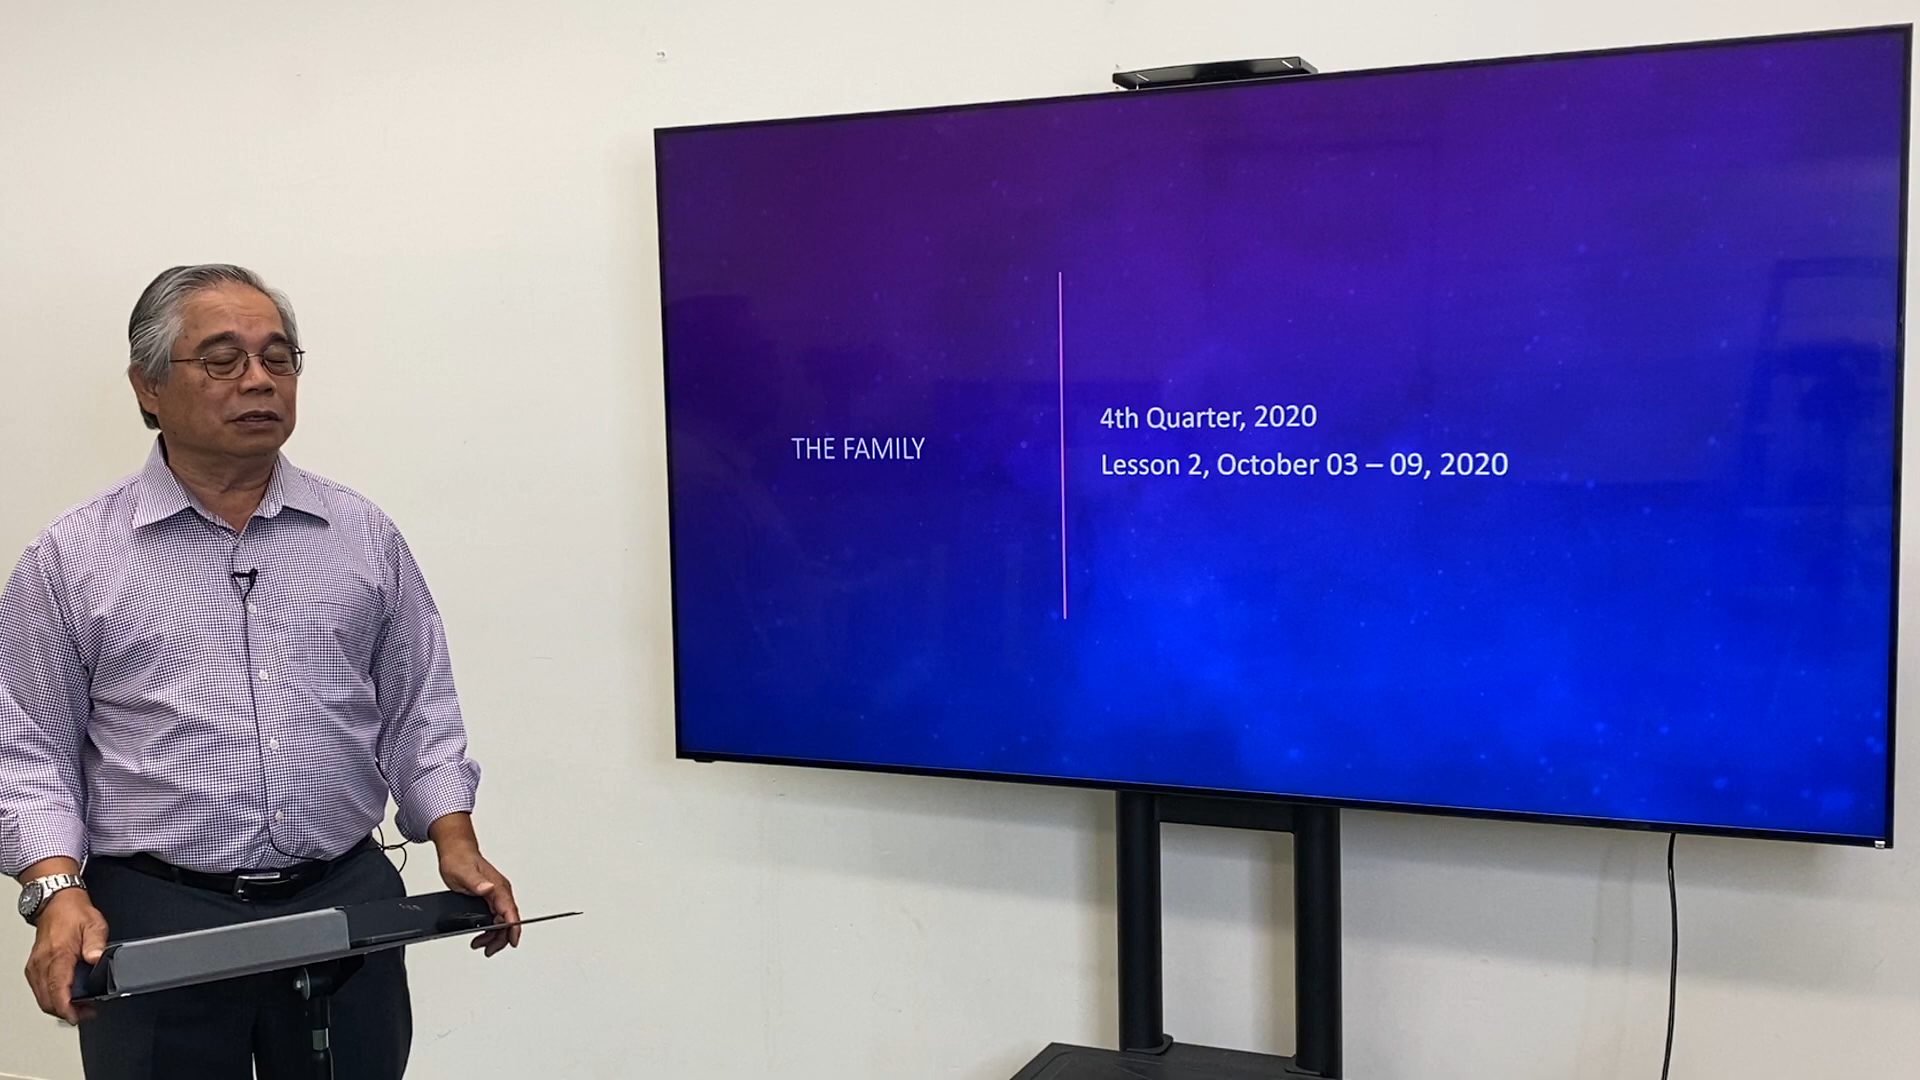 THE FAMILY
4th Quarter, 2020
Lesson 2, October 03 – 09, 2020